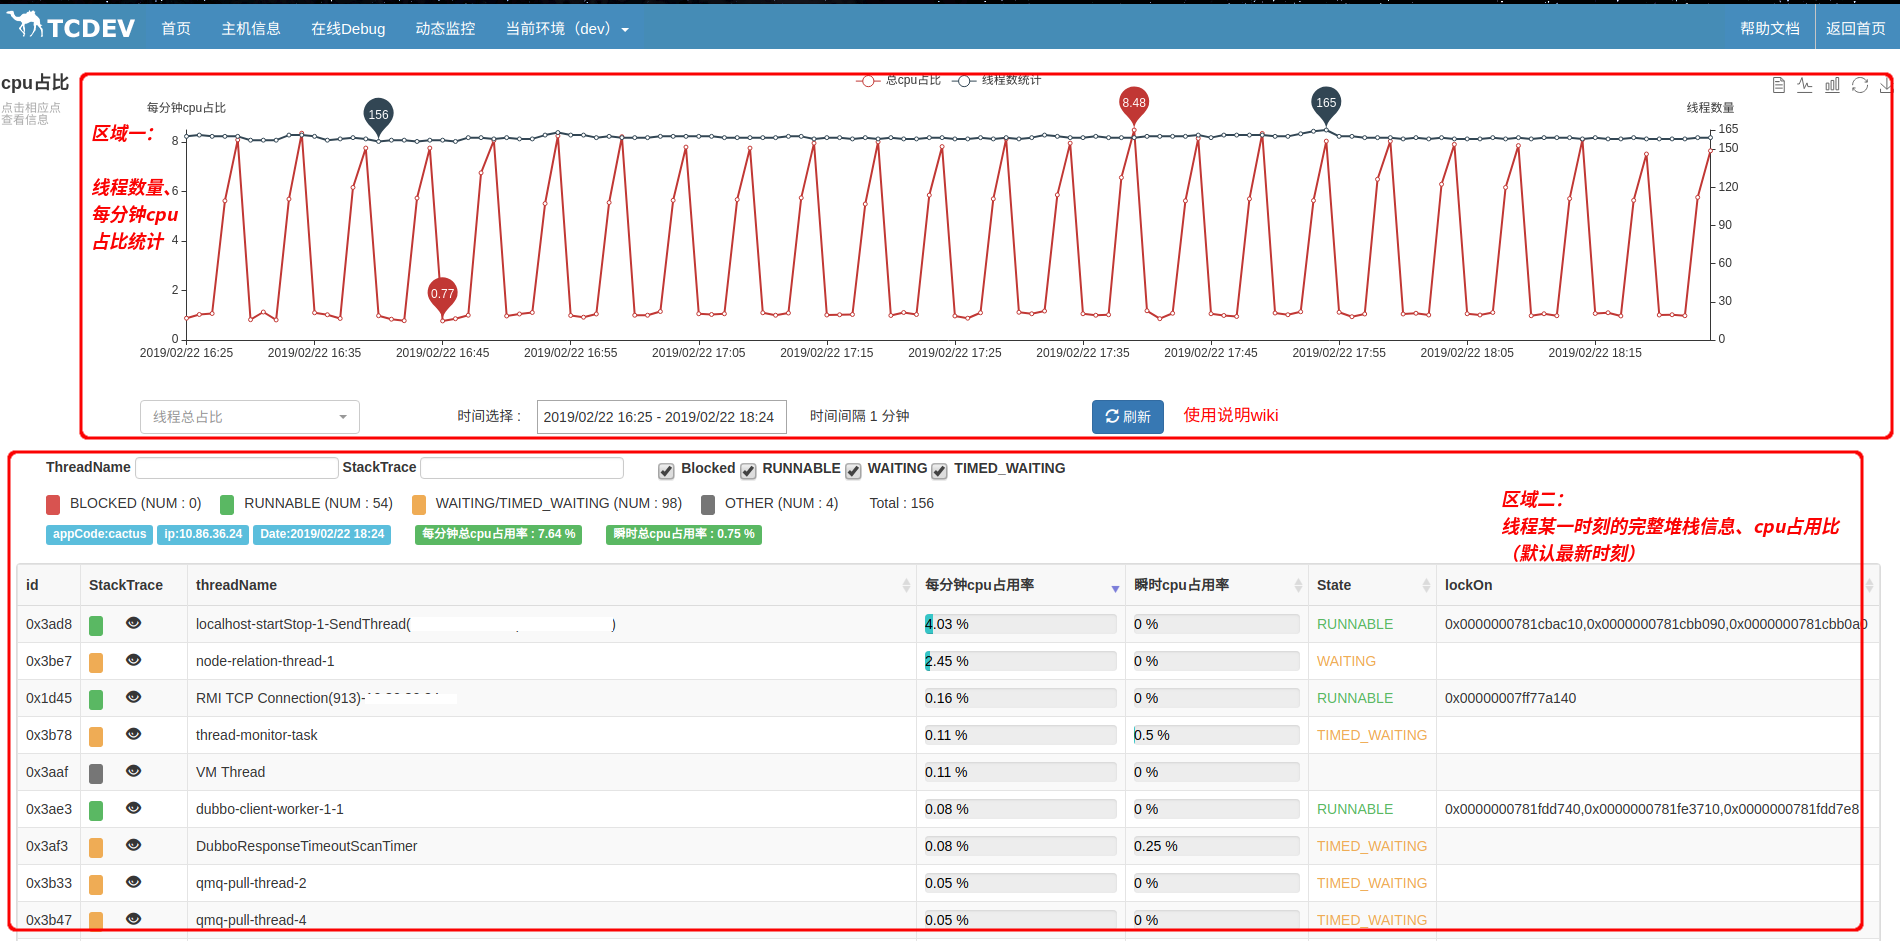 TCDEV 首页 主机信息 在线Debug 动态监控 当前环境（dev） 帮助文档 返回首页
cpu占比
点击相应点
查看信息
总cpu占比 线程数统计
每分钟cpu占比 线程数量
156 8.48 165 0.77
区域一：
线程数量、
每分钟cpu
占比统计
8
6
4
2
0
165
150
120
90
60
30
0
2019/02/22 16:25 2019/02/22 16:35 2019/02/22 16:45 2019/02/22 16:55 2019/02/22 17:05 2019/02/22 17:15 2019/02/22 17:25 2019/02/22 17:35 2019/02/22 17:45 2019/02/22 17:55 2019/02/22 18:05 2019/02/22 18:15
线程总占比 时间选择 : 2019/02/22 16:25 - 2019/02/22 18:24 时间间隔 1 分钟 刷新 使用说明wiki
ThreadName StackTrace Blocked RUNNABLE WAITING TIMED_WAITING
BLOCKED (NUM : 0) RUNNABLE (NUM : 54) WAITING/TIMED_WAITING (NUM : 98) OTHER (NUM : 4) Total : 156
appCode:cactus ip:10.86.36.24 Date:2019/02/22 18:24 每分钟总cpu占用率 : 7.64 % 瞬时总cpu占用率 : 0.75 %
区域二：
线程某一时刻的完整堆栈信息、cpu占用比
（默认最新时刻）
id StackTrace threadName 每分钟cpu占用率 瞬时cpu占用率 State lockOn
0x3ad8 localhost-startStop-1-SendThread( ) 4.03 % 0 % RUNNABLE 0x0000000781cbac10,0x0000000781cbb090,0x0000000781cbb0a0
0x3be7 node-relation-thread-1 2.45 % 0 % WAITING
0x1d45 RMI TCP Connection(913)- 0.16 % 0 % RUNNABLE 0x00000007ff77a140
0x3b78 thread-monitor-task 0.11 % 0.5 % TIMED_WAITING
0x3aaf VM Thread 0.11 % 0 %
0x3ae3 dubbo-client-worker-1-1 0.08 % 0 % RUNNABLE 0x0000000781fdd740,0x0000000781fe3710,0x0000000781fdd7e8
0x3af3 DubboResponseTimeoutScanTimer 0.08 % 0.25 % TIMED_WAITING
0x3b33 qmq-pull-thread-2 0.05 % 0 % TIMED_WAITING
0x3b47 qmq-pull-thread-4 0.05 % 0 % TIMED_WAITING